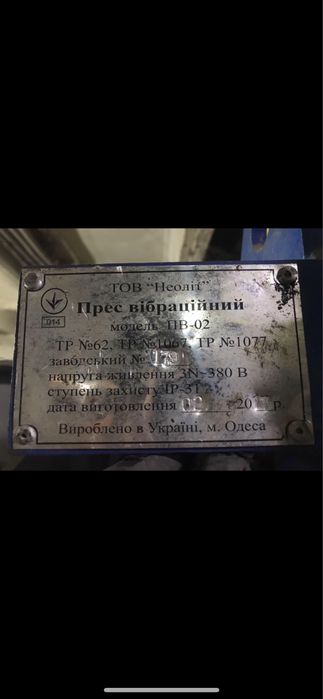 ТОВ "Неоліт"
Прес вібраційний
014
модель ПВ-02
ТР №62, ТР №1067, ТР №1077
заводський №
напруга живлення 3N~380 В
ступень захисту IP-31
дата виготовлення
Вироблено в Україні, м. Одеса